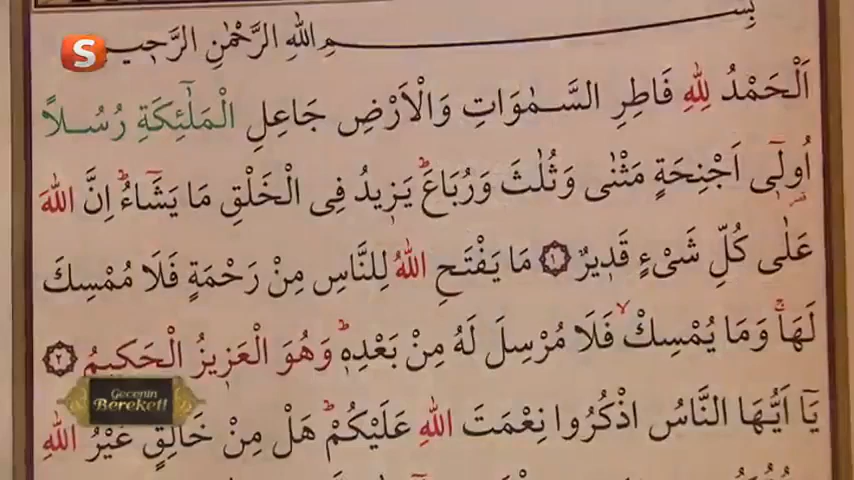 بِسْمِ اللّٰهِ الرَّحْمٰنِ الرَّحٖيمِ
اَلْحَمْدُ لِلّٰهِ فَاطِرِ السَّمٰوَاتِ وَالْاَرْضِ جَاعِلِ الْمَلٰٓئِكَةِ رُسُلًا
اُولٖٓى اَجْنِحَةٍ مَثْنٰى وَثُلٰثَ وَرُبَاعَؕ يَزٖيدُ فِى الْخَلْقِ مَا يَشَٓاءُؕ اِنَّ اللّٰهَ
عَلٰى كُلِّ شَیْءٍ قَدٖيرٌ ﴿١﴾ مَا يَفْتَحِ اللّٰهُ لِلنَّاسِ مِنْ رَحْمَةٍ فَلَا مُمْسِكَ
لَهَاۚ وَمَا يُمْسِكْۙ فَلَا مُرْسِلَ لَهُ مِنْ بَعْدِهٖؕ وَهُوَ الْعَزٖيزُ الْحَكٖيمُ ﴿٢﴾
يَٓا اَيُّهَا النَّاسُ اذْكُرُوا نِعْمَتَ اللّٰهِ عَلَيْكُمْؕ هَلْ مِنْ خَالِقٍ غَيْرُ اللّٰهِ
S
Gecenin
Bereketi